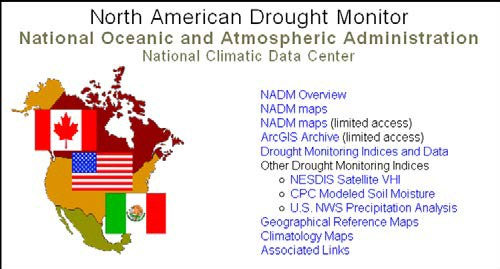 North American Drought Monitor
National Oceanic and Atmospheric Administration
National Climatic Data Center
NADM Overview
NADM maps
NADM maps (limited access)
ArcGIS Archive (limited access)
Drought Monitoring Indices and Data
Other Drought Monitoring Indices
NESDIS Satellite VHI
CPC Modeled Soil Moisture
U.S. NWS Precipitation Analysis
Geographical Reference Maps
Climatology Maps
Associated Links